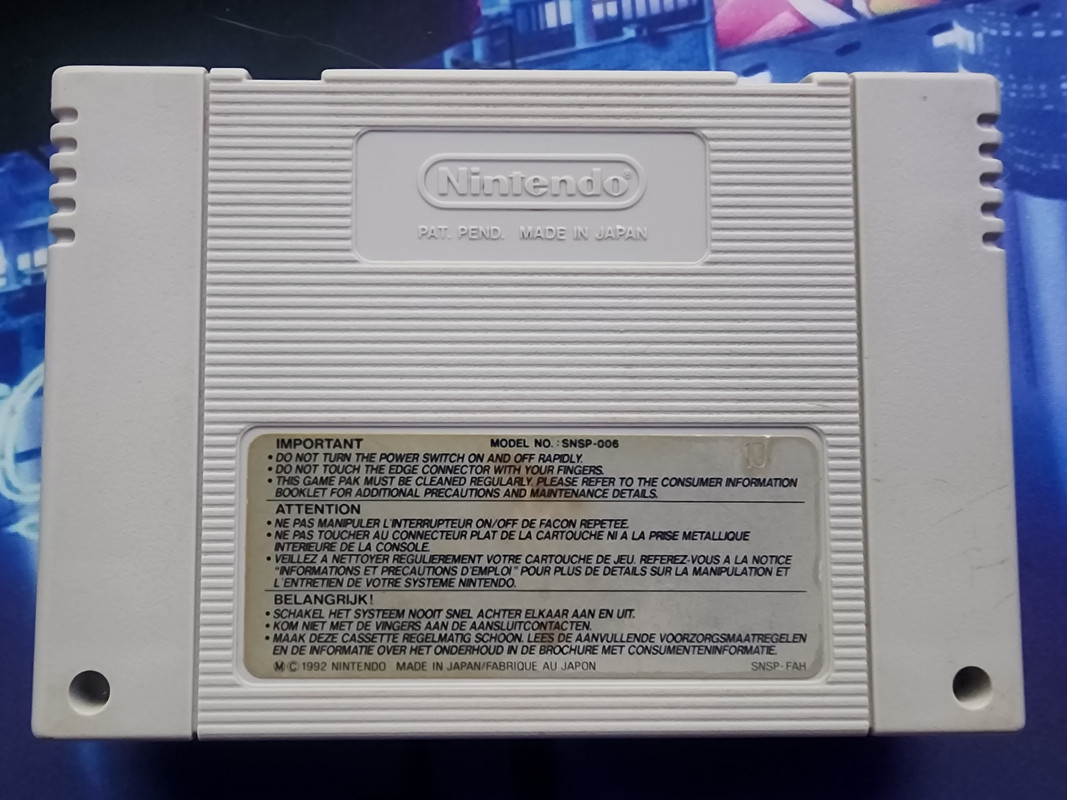 Nintendo®
PAT. PEND. MADE IN JAPAN
IMPORTANT MODEL NO.: SNSP-006
• DO NOT TURN THE POWER SWITCH ON AND OFF RAPIDLY.
• DO NOT TOUCH THE EDGE CONNECTOR WITH YOUR FINGERS.
• THIS GAME PAK MUST BE CLEANED REGULARLY. PLEASE REFER TO THE CONSUMER INFORMATION
BOOKLET FOR ADDITIONAL PRECAUTIONS AND MAINTENANCE DETAILS.
ATTENTION
• NE PAS MANIPULER L'INTERRUPTEUR ON/OFF DE FACON REPETEE.
• NE PAS TOUCHER AU CONNECTEUR PLAT DE LA CARTOUCHE NI A LA PRISE METALLIQUE
INTERIEURE DE LA CONSOLE.
• VEILLEZ A NETTOYER REGULIEREMENT VOTRE CARTOUCHE DE JEU. REFEREZ-VOUS A LA NOTICE
"INFORMATIONS ET PRECAUTIONS D'EMPLOI" POUR PLUS DE DETAILS SUR LA MANIPULATION ET
L'ENTRETIEN DE VOTRE SYSTEME NINTENDO.
BELANGRIJK!
• SCHAKEL HET SYSTEEM NOOIT SNEL ACHTER ELKAAR AAN EN UIT.
• KOM NIET MET DE VINGERS AAN DE AANSLUITCONTACTEN.
• MAAK DEZE CASSETTE REGELMATIG SCHOON. LEES DE AANVULLENDE VOORZORGSMAATREGELEN
EN DE INFORMATIE OVER HET ONDERHOUD IN DE BROCHURE MET CONSUMENTENINFORMATIE.
Ⓜ © 1992 NINTENDO MADE IN JAPAN/FABRIQUE AU JAPON SNSP-FAH